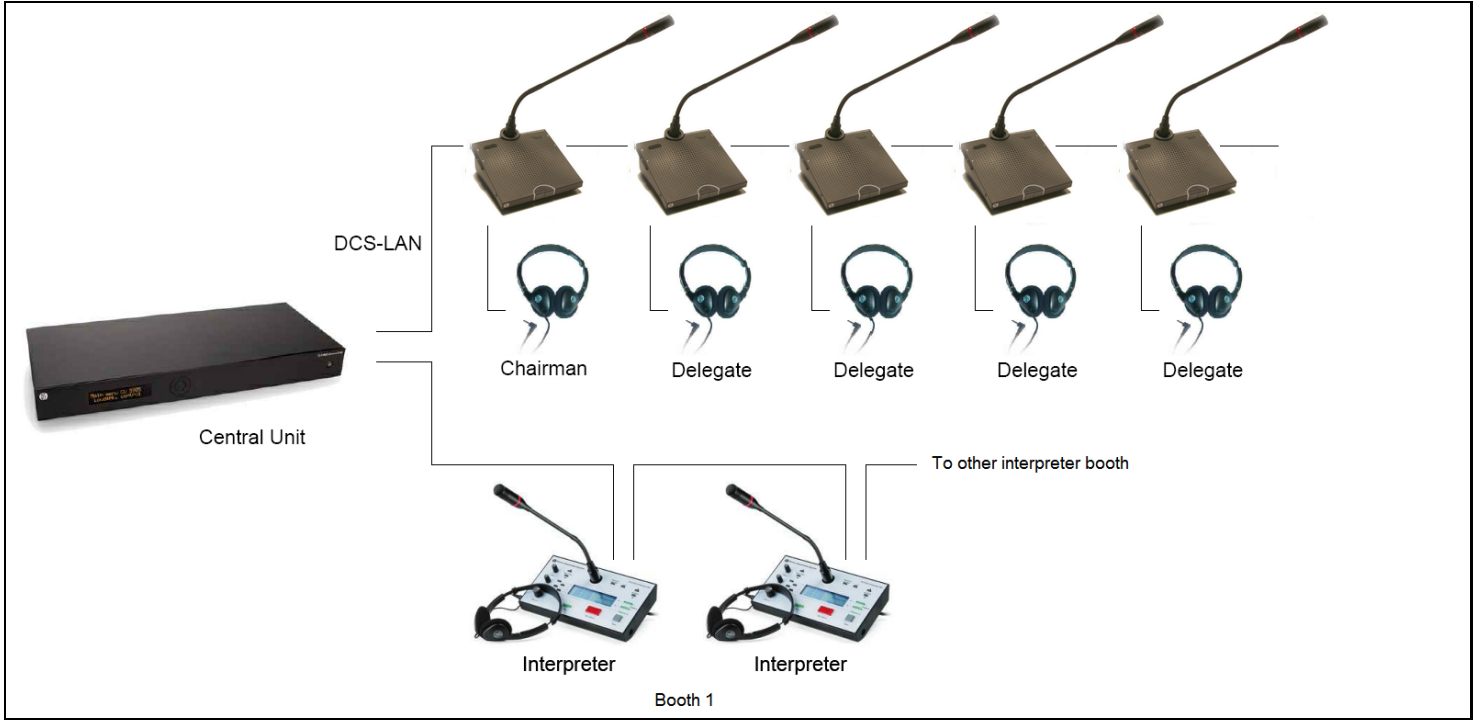 DCS-LAN
Chairman
Delegate
Delegate
Delegate
Delegate
Central Unit
To other interpreter booth
Interpreter
Interpreter
Booth 1